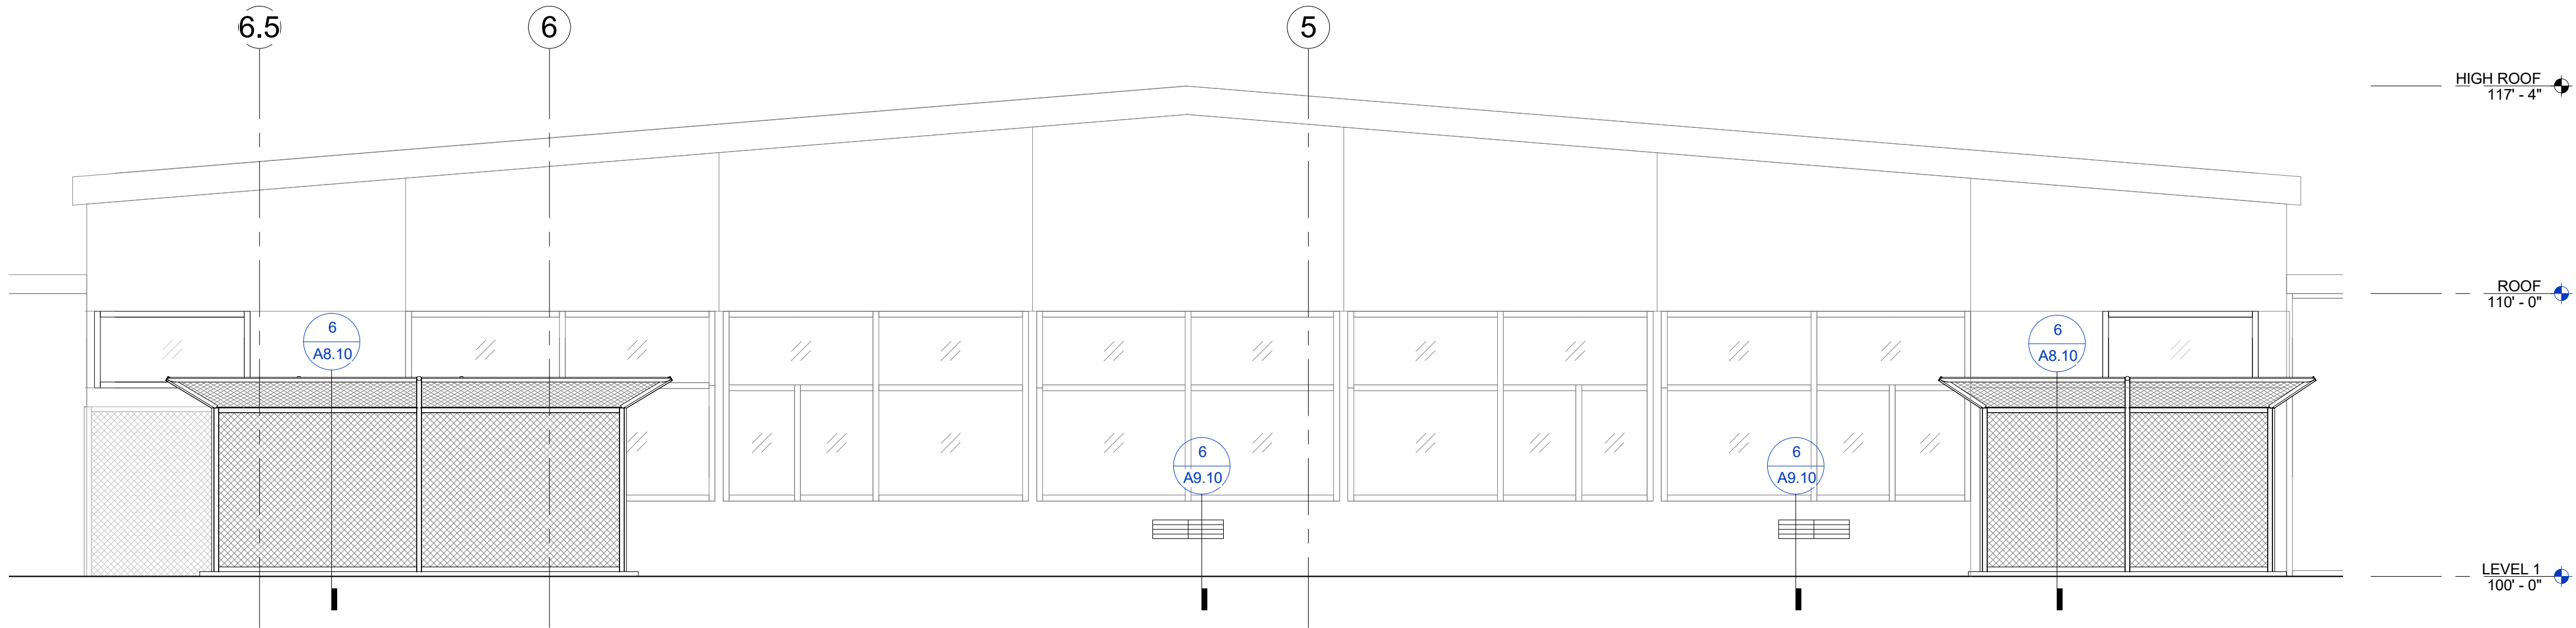 6.5
6
5
HIGH ROOF
117' - 4"
ROOF
110' - 0"
6
A8.10
6
A8.10
6
A9.10
6
A9.10
LEVEL 1
100' - 0"